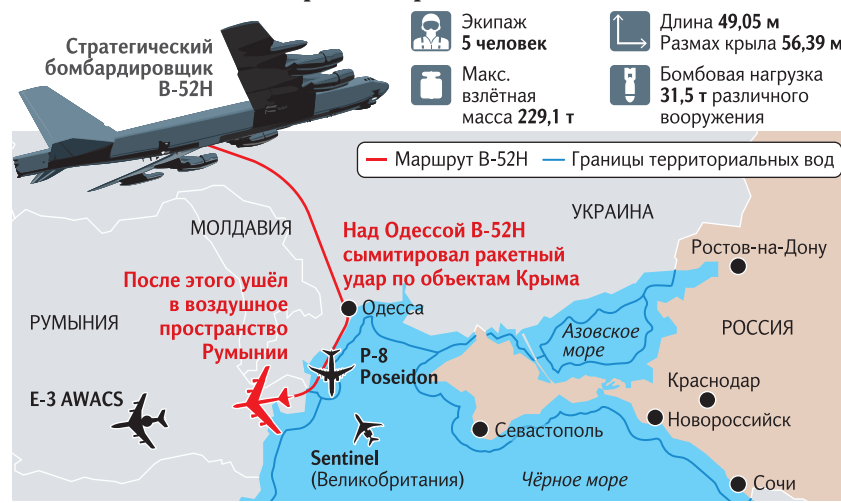 Стратегический
бомбардировщик
B-52H
Экипаж
5 человек
Длина 49,05 м
Размах крыла 56,39 м
Макс.
взлётная
масса 229,1 т
Бомбовая нагрузка
31,5 т различного
вооружения
Маршрут B-52H
Границы территориальных вод
МОЛДАВИЯ
УКРАИНА
Над Одессой B-52H
сымитировал ракетный
удар по объектам Крыма
Ростов-на-Дону
После этого ушёл
в воздушное
пространство
Румынии
РУМЫНИЯ
Одесса
Азовское
море
РОССИЯ
P-8
Poseidon
E-3 AWACS
Краснодар
Новороссийск
Севастополь
Sentinel
(Великобритания)
Чёрное море
Сочи